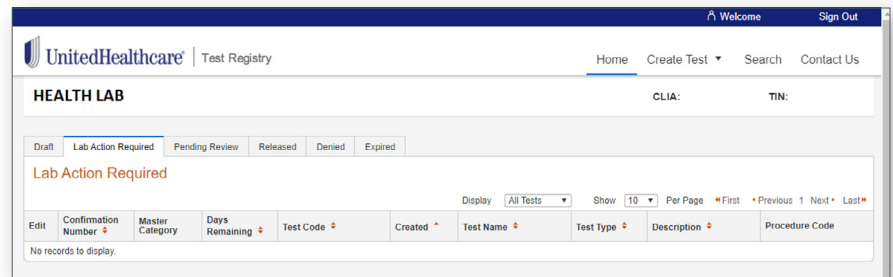 Welcome Sign Out
UnitedHealthcare® Test Registry Home Create Test Search Contact Us
HEALTH LAB CLIA: TIN:
Draft Lab Action Required Pending Review Released Denied Expired
Lab Action Required
Display All Tests Show 10 Per Page First Previous 1 Next Last
Edit Confirmation Number Master Category Days Remaining Test Code Created Test Name Test Type Description Procedure Code
No records to display.